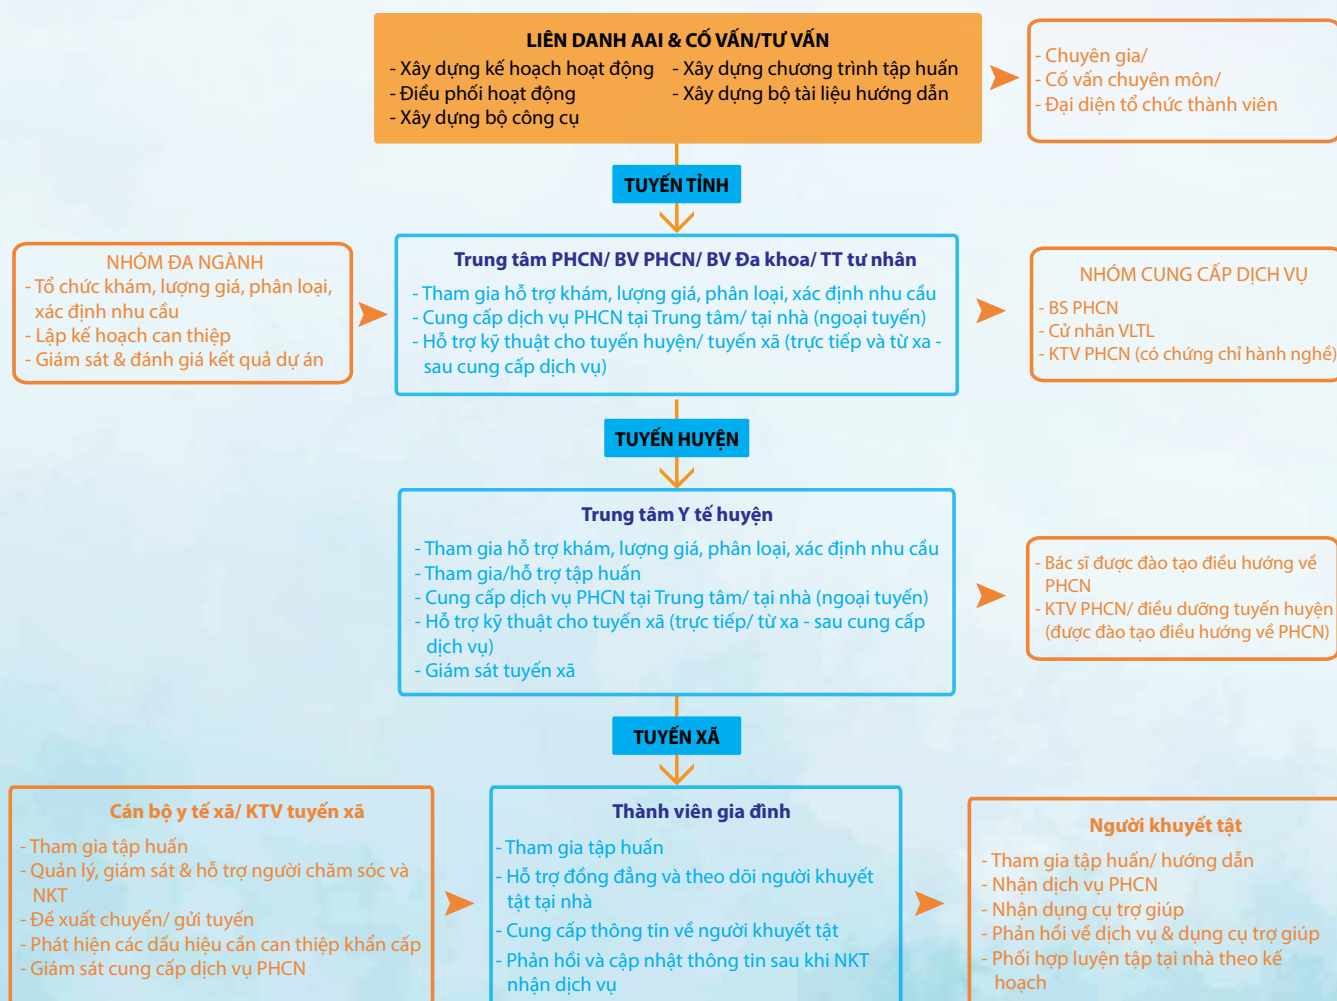 LIÊN DANH AAI & CỐ VẤN/TƯ VẤN
- Xây dựng kế hoạch hoạt động
- Điều phối hoạt động
- Xây dựng bộ công cụ
- Xây dựng chương trình tập huấn
- Xây dựng bộ tài liệu hướng dẫn
- Chuyên gia/
- Cố vấn chuyên môn/
- Đại diện tổ chức thành viên
TUYẾN TỈNH
NHÓM ĐA NGÀNH
- Tổ chức khám, lượng giá, phân loại,
xác định nhu cầu
- Lập kế hoạch can thiệp
- Giám sát & đánh giá kết quả dự án
Trung tâm PHCN/ BV PHCN/ BV Đa khoa/ TT tư nhân
- Tham gia hỗ trợ khám, lượng giá, phân loại, xác định nhu cầu
- Cung cấp dịch vụ PHCN tại Trung tâm/ tại nhà (ngoại tuyến)
- Hỗ trợ kỹ thuật cho tuyến huyện/ tuyến xã (trực tiếp và từ xa -
sau cung cấp dịch vụ)
NHÓM CUNG CẤP DỊCH VỤ
- BS PHCN
- Cử nhân VLTL
- KTV PHCN (có chứng chỉ hành nghề)
TUYẾN HUYỆN
Trung tâm Y tế huyện
- Tham gia hỗ trợ khám, lượng giá, phân loại, xác định nhu cầu
- Tham gia/hỗ trợ tập huấn
- Cung cấp dịch vụ PHCN tại Trung tâm/ tại nhà (ngoại tuyến)
- Hỗ trợ kỹ thuật cho tuyến xã (trực tiếp/ từ xa - sau cung cấp
dịch vụ)
- Giám sát tuyến xã
- Bác sĩ được đào tạo điều hướng về
PHCN
- KTV PHCN/ điều dưỡng tuyến huyện
(được đào tạo điều hướng về PHCN)
TUYẾN XÃ
Cán bộ y tế xã/ KTV tuyến xã
- Tham gia tập huấn
- Quản lý, giám sát & hỗ trợ người chăm sóc và
NKT
- Đề xuất chuyển/ gửi tuyến
- Phát hiện các dấu hiệu cần can thiệp khẩn cấp
- Giám sát cung cấp dịch vụ PHCN
Thành viên gia đình
- Tham gia tập huấn
- Hỗ trợ đồng đẳng và theo dõi người khuyết
tật tại nhà
- Cung cấp thông tin về người khuyết tật
- Phản hồi và cập nhật thông tin sau khi NKT
nhận dịch vụ
Người khuyết tật
- Tham gia tập huấn/ hướng dẫn
- Nhận dịch vụ PHCN
- Nhận dụng cụ trợ giúp
- Phản hồi về dịch vụ & dụng cụ trợ giúp
- Phối hợp luyện tập tại nhà theo kế
hoạch